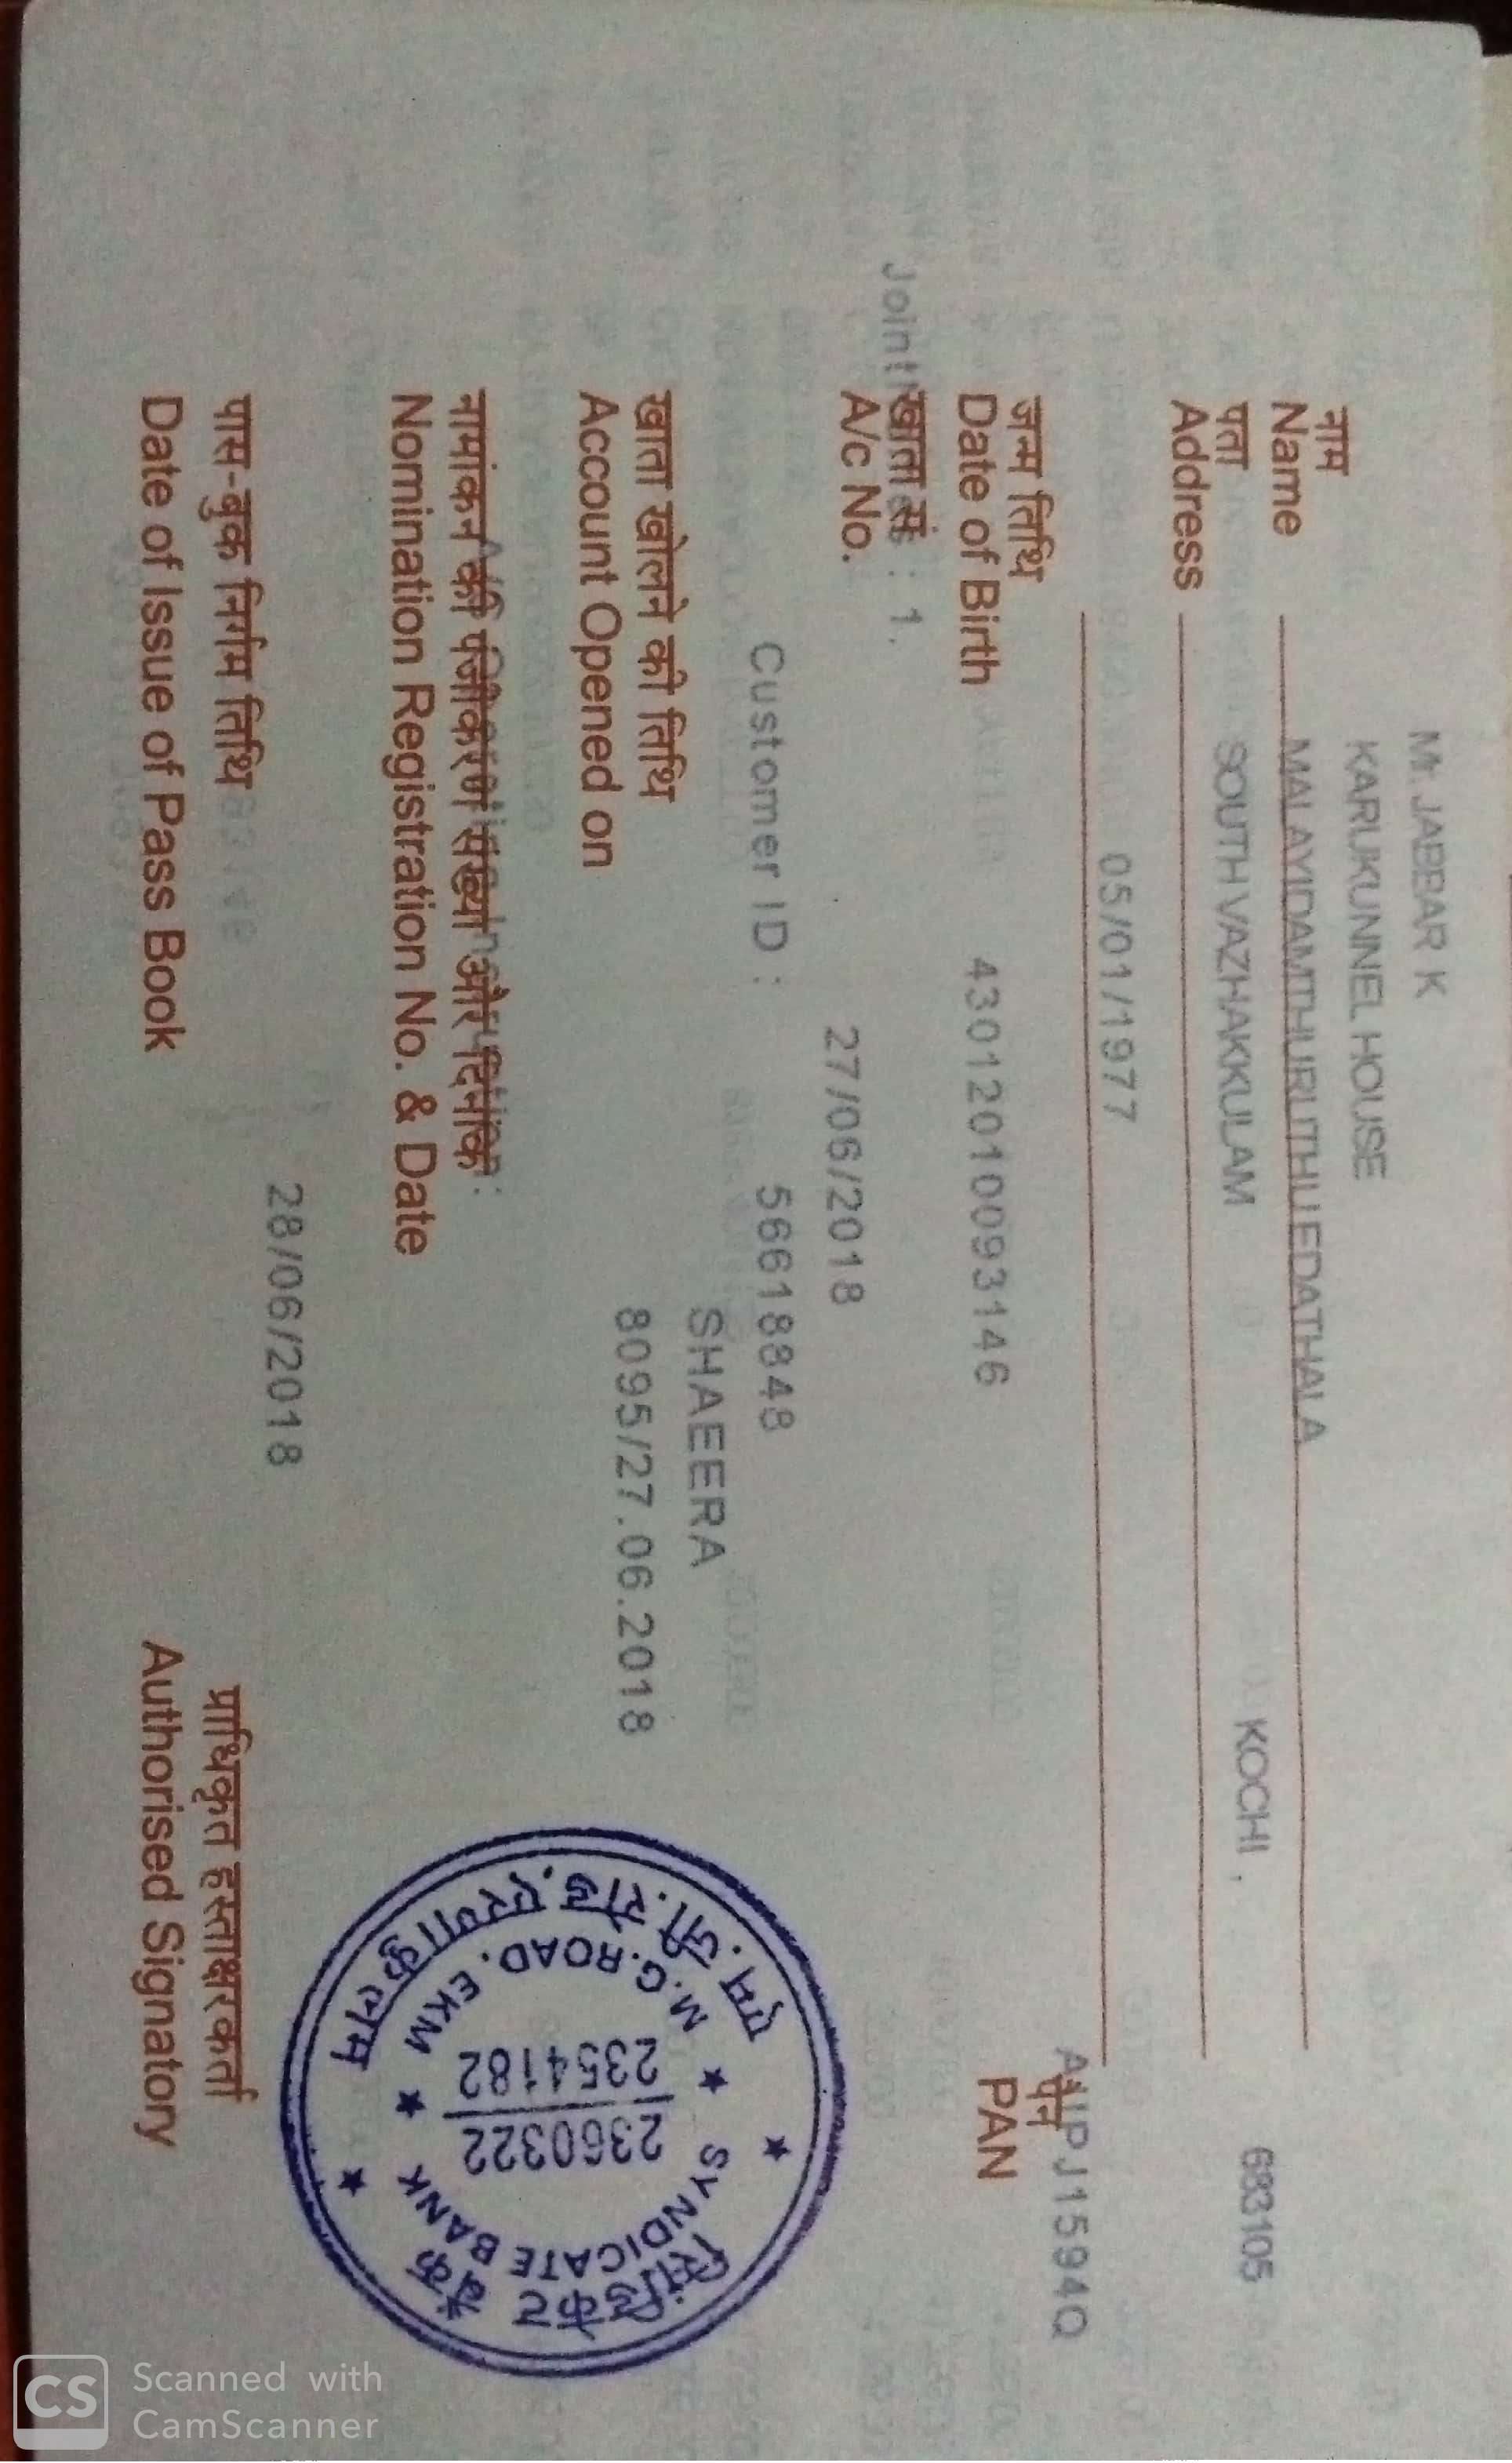 Mr. JABBAR K
KARUKUNNEL HOUSE
नाम
Name MALAYIDAMTHURUTHU EDATHALA
पता SOUTH VAZHAKKULAM KOCHI , 683105
Address
05/01/1977
जन्म तिथि पैन
Date of Birth 430120100093146 PAN
PJ1594Q
Joint खाता सं : 1.
A/c No. 27/06/2018
Customer ID : 56618848
SHAEERA
खाता खोलने की तिथि 8095/27.06.2018
Account Opened on
नामांकन की पंजीकरण संख्या और दिनांक :
Nomination Registration No. & Date
28/06/2018
पास-बुक निर्गम तिथि प्राधिकृत हस्ताक्षरकर्ता
Date of Issue of Pass Book Authorised Signatory
सिंडिकेट बैंक
SYNDICATE BANK
2360322
2354182
M.G.ROAD. EKM
एम.जी.रोड.एरणाकुलम
CS Scanned with
CamScanner